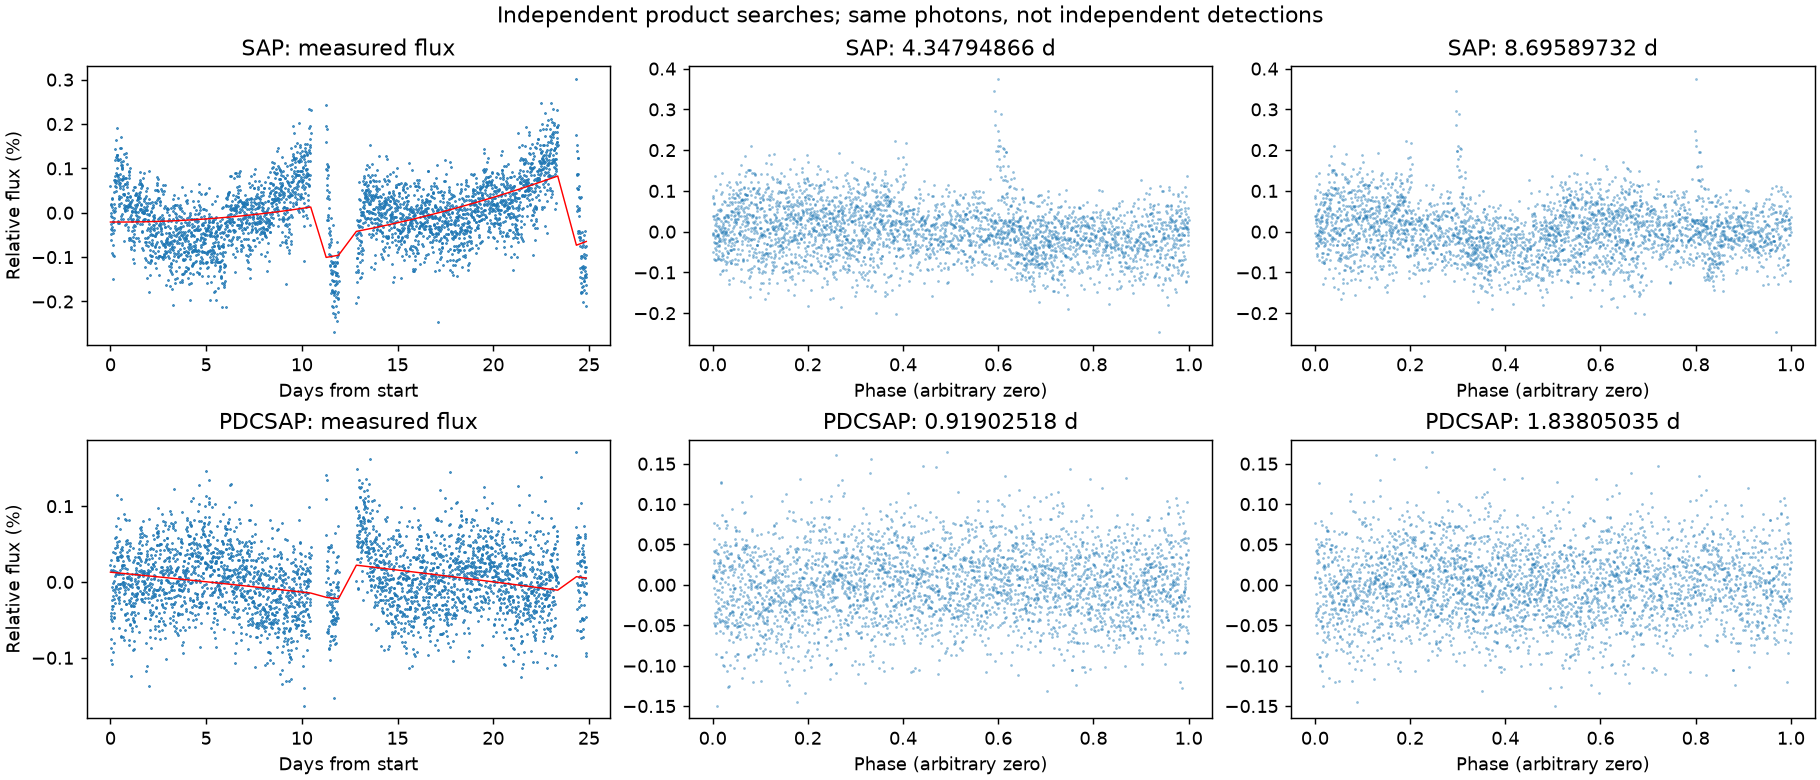 Independent product searches; same photons, not independent detections
SAP: measured flux
SAP: 4.34794866 d
SAP: 8.69589732 d
Relative flux (%)
0.3
0.2
0.1
0.0
−0.1
−0.2
0 5 10 15 20 25
Days from start
0.4
0.3
0.2
0.1
0.0
−0.1
−0.2
0.0 0.2 0.4 0.6 0.8 1.0
Phase (arbitrary zero)
0.4
0.3
0.2
0.1
0.0
−0.1
−0.2
0.0 0.2 0.4 0.6 0.8 1.0
Phase (arbitrary zero)
PDCSAP: measured flux
PDCSAP: 0.91902518 d
PDCSAP: 1.83805035 d
Relative flux (%)
0.1
0.0
−0.1
0 5 10 15 20 25
Days from start
0.15
0.10
0.05
0.00
−0.05
−0.10
−0.15
0.0 0.2 0.4 0.6 0.8 1.0
Phase (arbitrary zero)
0.15
0.10
0.05
0.00
−0.05
−0.10
−0.15
0.0 0.2 0.4 0.6 0.8 1.0
Phase (arbitrary zero)